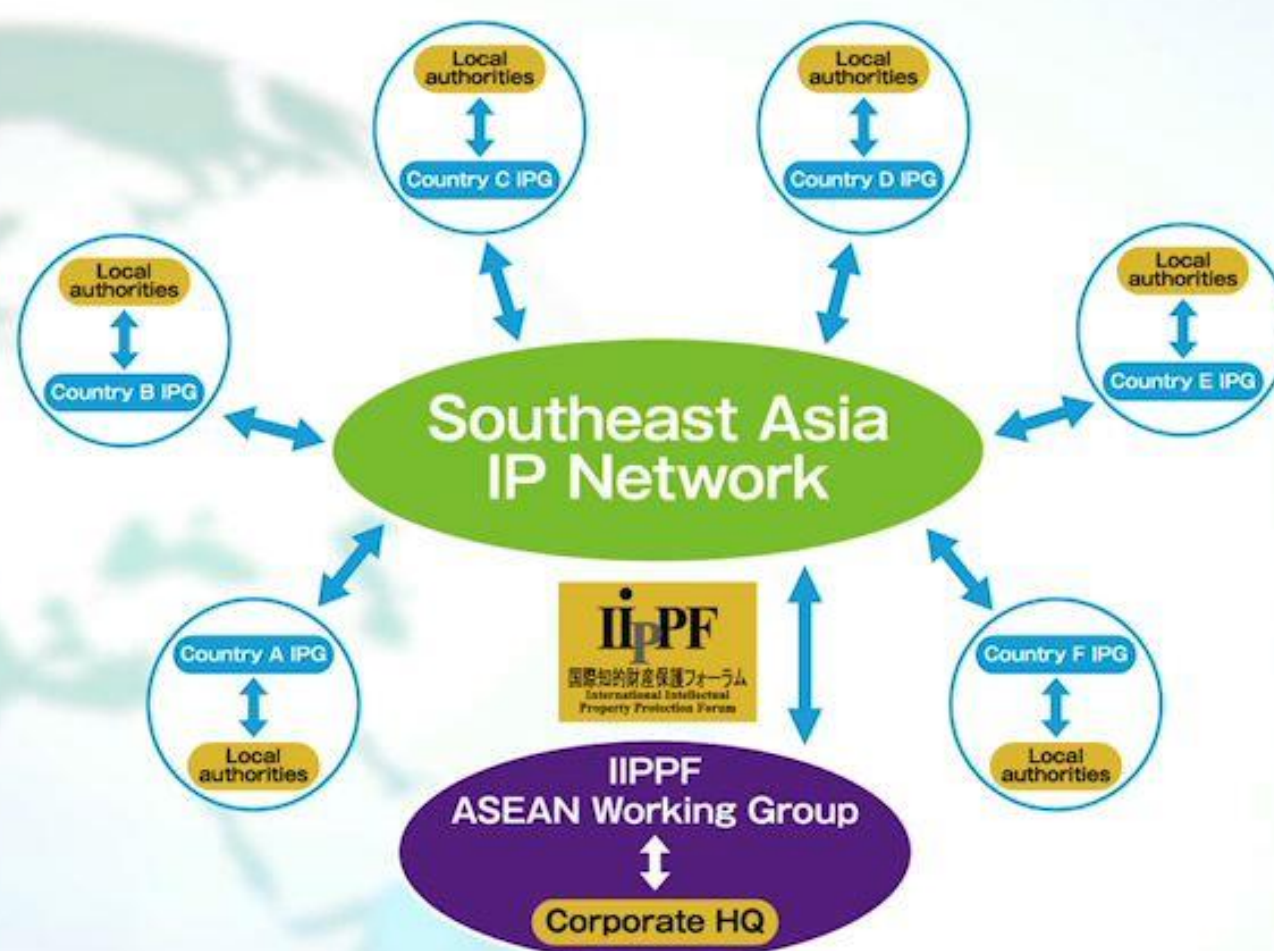 Local
authorities
Country C IPG
Local
authorities
Country D IPG
Local
authorities
Country B IPG
Local
authorities
Country E IPG
Southeast Asia
IP Network
Country A IPG
Local
authorities
IIPPF
国際知的財産保護フォーラム
International Intellectual
Property Protection Forum
Country F IPG
Local
authorities
IIPPF
ASEAN Working Group
Corporate HQ